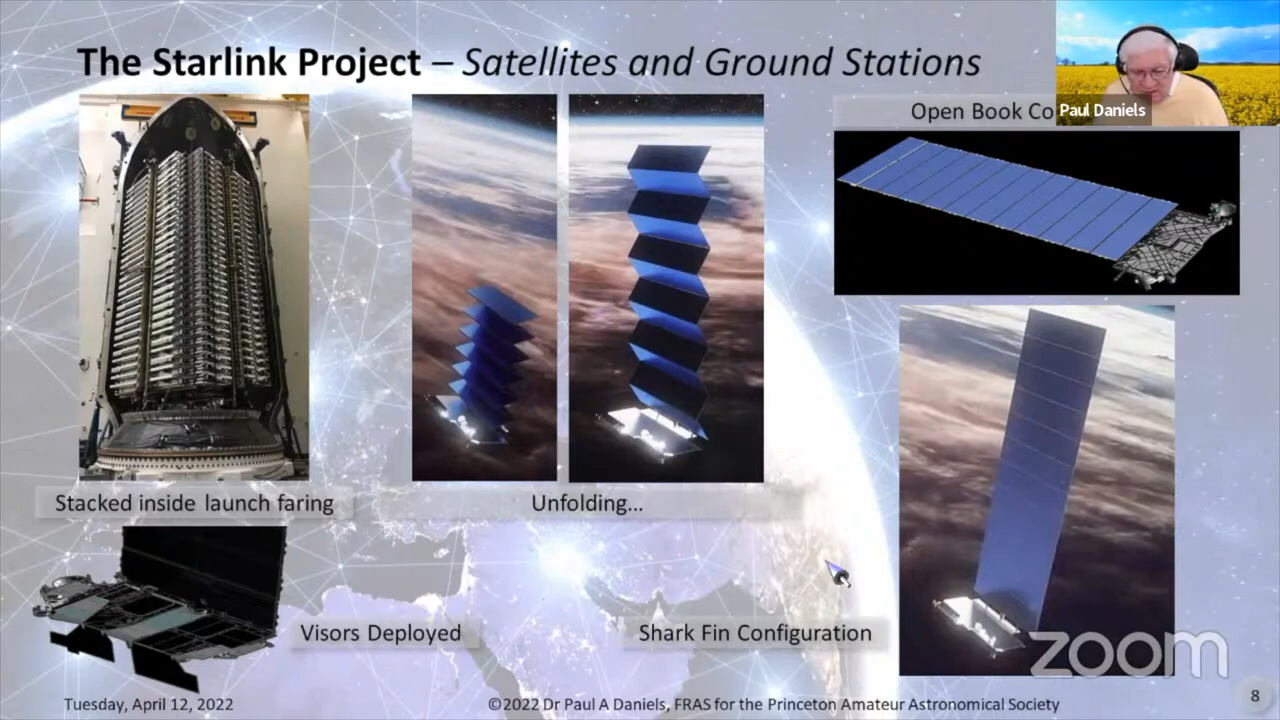 The Starlink Project – Satellites and Ground Stations
Open Book Co
Paul Daniels
Stacked inside launch faring
Unfolding...
Visors Deployed
Shark Fin Configuration
zoom
Tuesday, April 12, 2022
©2022 Dr Paul A Daniels, FRAS for the Princeton Amateur Astronomical Society
8